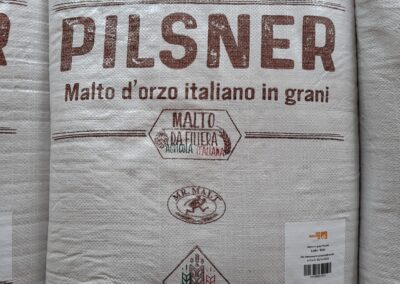 PILSNER
Malto d'orzo italiano in grani
MALTO
DA FILIERA
AGRICOLA ITALIANA
MR. MALT